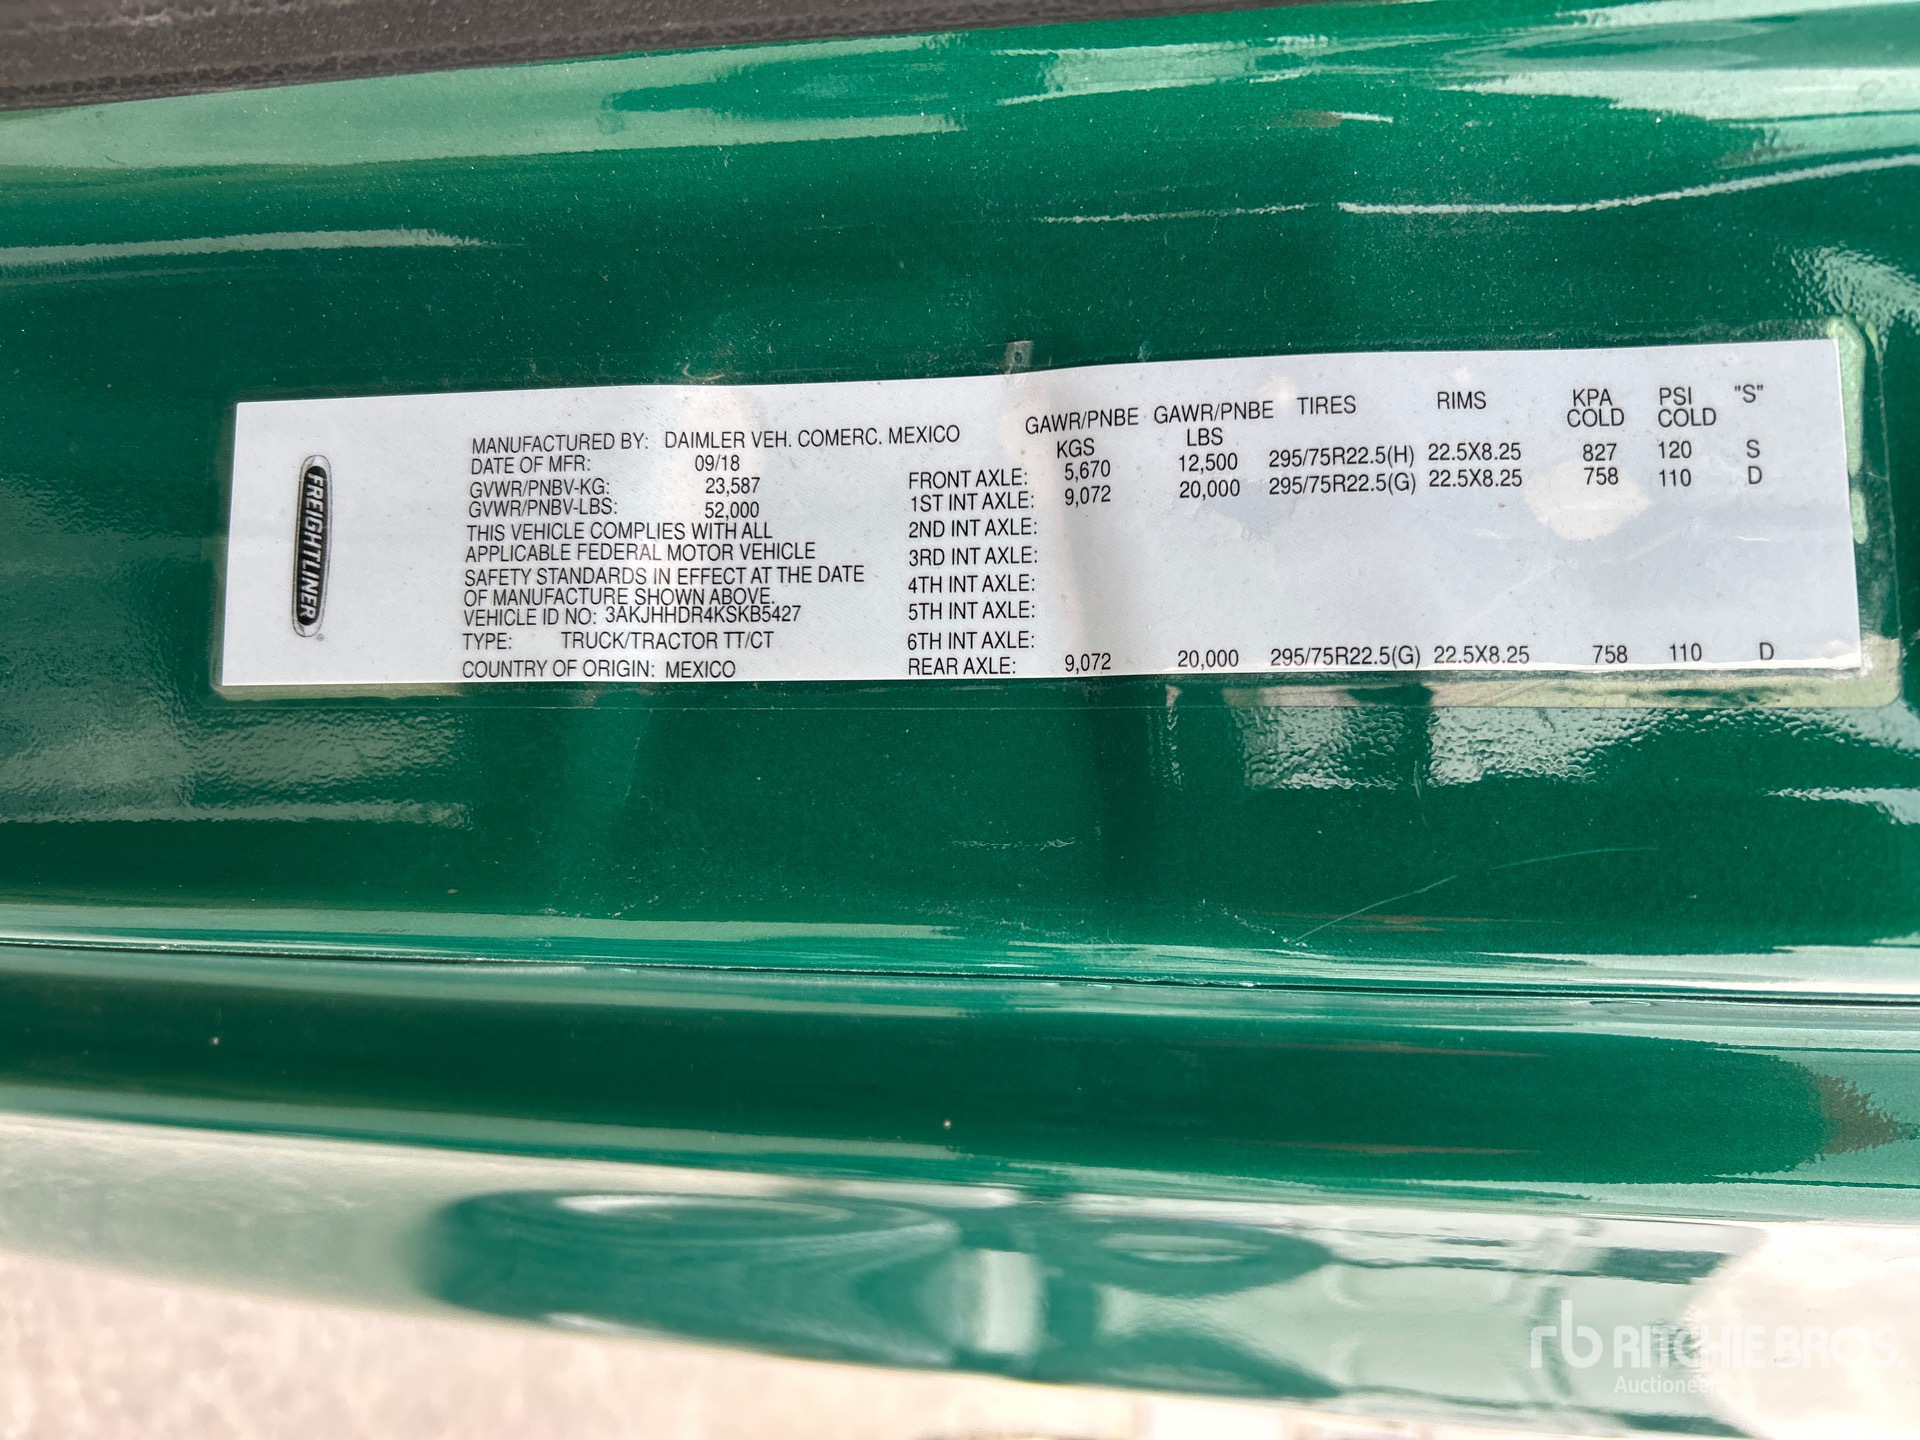 FREIGHTLINER
MANUFACTURED BY: DAIMLER VEH. COMERC. MEXICO
DATE OF MFR: 09/18
GVWR/PNBV-KG: 23,587
GVWR/PNBV-LBS: 52,000
THIS VEHICLE COMPLIES WITH ALL
APPLICABLE FEDERAL MOTOR VEHICLE
SAFETY STANDARDS IN EFFECT AT THE DATE
OF MANUFACTURE SHOWN ABOVE.
VEHICLE ID NO: 3AKJHHDR4KSKB5427
TYPE: TRUCK/TRACTOR TT/CT
COUNTRY OF ORIGIN: MEXICO
GAWR/PNBE GAWR/PNBE TIRES RIMS KPA PSI "S"
KGS LBS COLD COLD
FRONT AXLE: 5,670 12,500 295/75R22.5(H) 22.5X8.25 827 120 S
1ST INT AXLE: 9,072 20,000 295/75R22.5(G) 22.5X8.25 758 110 D
2ND INT AXLE:
3RD INT AXLE:
4TH INT AXLE:
5TH INT AXLE:
6TH INT AXLE:
REAR AXLE: 9,072 20,000 295/75R22.5(G) 22.5X8.25 758 110 D
rb RITCHIE BROS.
Auctioneers